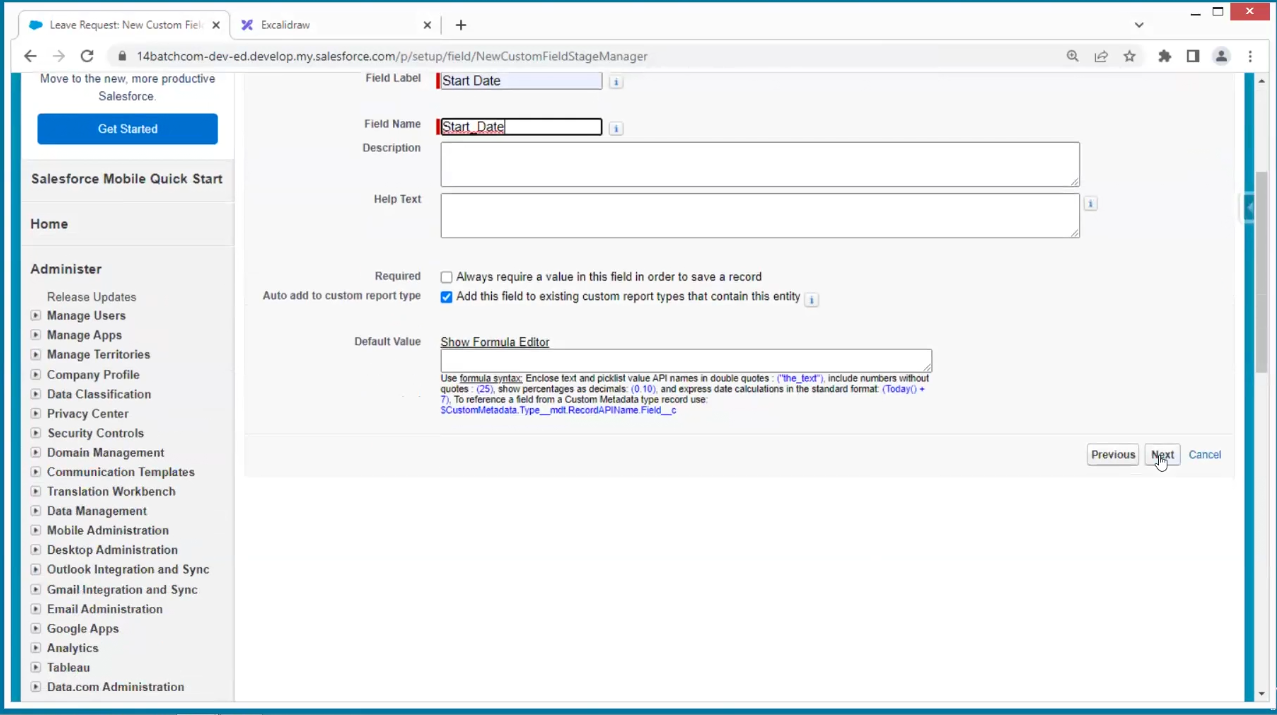 Leave Request: New Custom Fiel
Excalidraw
14batchcom-dev-ed.develop.my.salesforce.com/p/setup/field/NewCustomFieldStageManager
Move to the new, more productive
Salesforce.
Get Started
Salesforce Mobile Quick Start
Home
Administer
Release Updates
Manage Users
Manage Apps
Manage Territories
Company Profile
Data Classification
Privacy Center
Security Controls
Domain Management
Communication Templates
Translation Workbench
Data Management
Mobile Administration
Desktop Administration
Outlook Integration and Sync
Gmail Integration and Sync
Email Administration
Google Apps
Analytics
Tableau
Data.com Administration
Field Label Start Date
Field Name Start_Date
Description
Help Text
Required Always require a value in this field in order to save a record
Auto add to custom report type Add this field to existing custom report types that contain this entity
Default Value Show Formula Editor
Use formula syntax: Enclose text and picklist value API names in double quotes : ("the_text"), include numbers without
quotes : (25), show percentages as decimals: (0.10), and express date calculations in the standard format: (Today() +
7), To reference a field from a Custom Metadata type record use:
$CustomMetadata.Type__mdt.RecordAPIName.Field__c
Previous Next Cancel